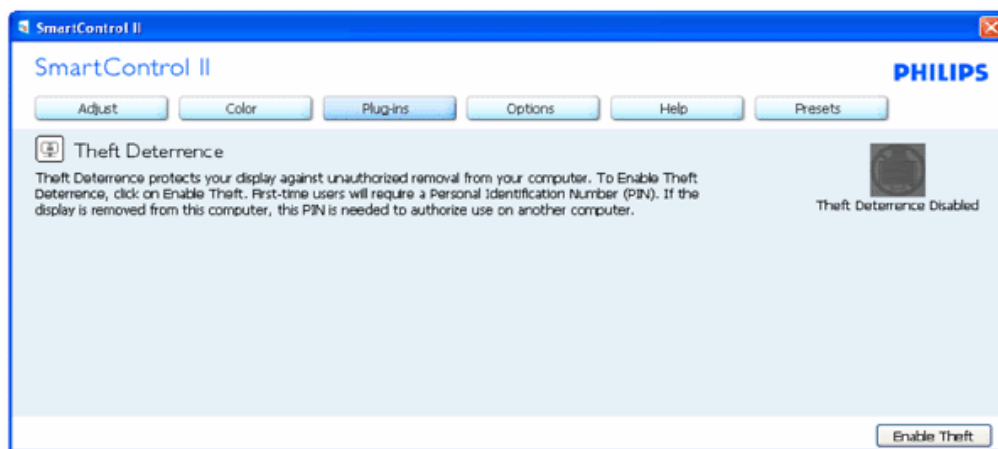 SmartControl II
SmartControl II
PHILIPS
Adjust Color Plug-ins Options Help Presets
Theft Deterrence
Theft Deterrence protects your display against unauthorized removal from your computer. To Enable Theft
Deterrence, click on Enable Theft. First-time users will require a Personal Identification Number (PIN). If the
display is removed from this computer, this PIN is needed to authorize use on another computer.
Theft Deterrence Disabled
Enable Theft